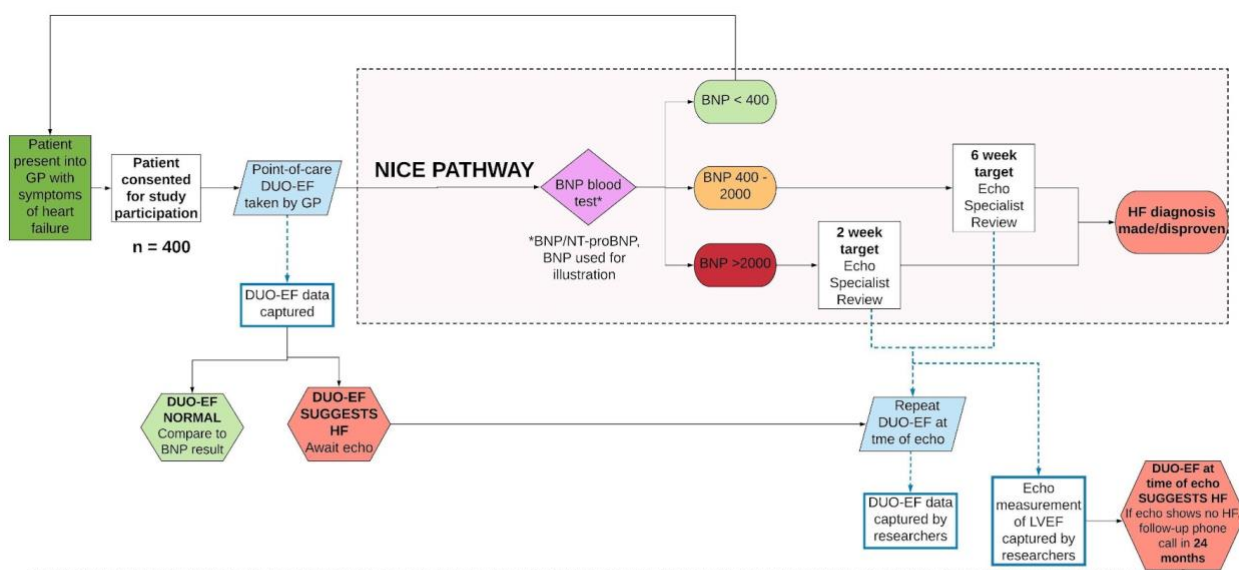 Patient
present into
GP with
symptoms
of heart
failure
Patient
consented
for study
participation
n = 400
Point-of-care
DUO-EF
taken by GP
NICE PATHWAY
BNP blood
test*
*BNP/NT-proBNP,
BNP used for
illustration
BNP < 400
BNP 400 -
2000
BNP >2000
2 week
target
Echo
Specialist
Review
6 week
target
Echo
Specialist
Review
HF diagnosis
made/disproven
DUO-EF data
captured
DUO-EF
NORMAL
Compare to
BNP result
DUO-EF
SUGGESTS
HF
Await echo
Repeat
DUO-EF at
tme of echo
DUO-EF data
captured by
researchers
Echo
measurement
of LVEF
captured by
researchers
DUO-EF at
time of echo
SUGGESTS HF
If echo shows no HF,
follow-up phone
call in 24
months